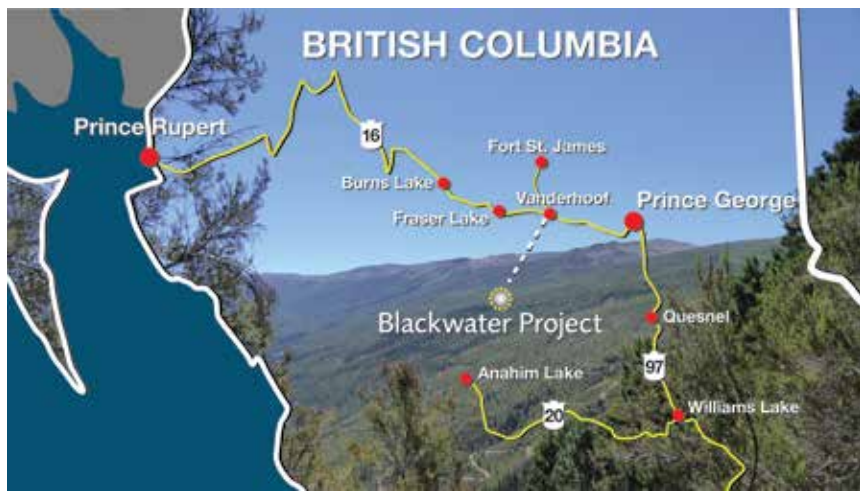 BRITISH COLUMBIA
Prince Rupert
16
Fort St. James
Burns Lake
Vanderhoof
Fraser Lake
Prince George
Blackwater Project
Quesnel
Anahim Lake
97
Williams Lake
20